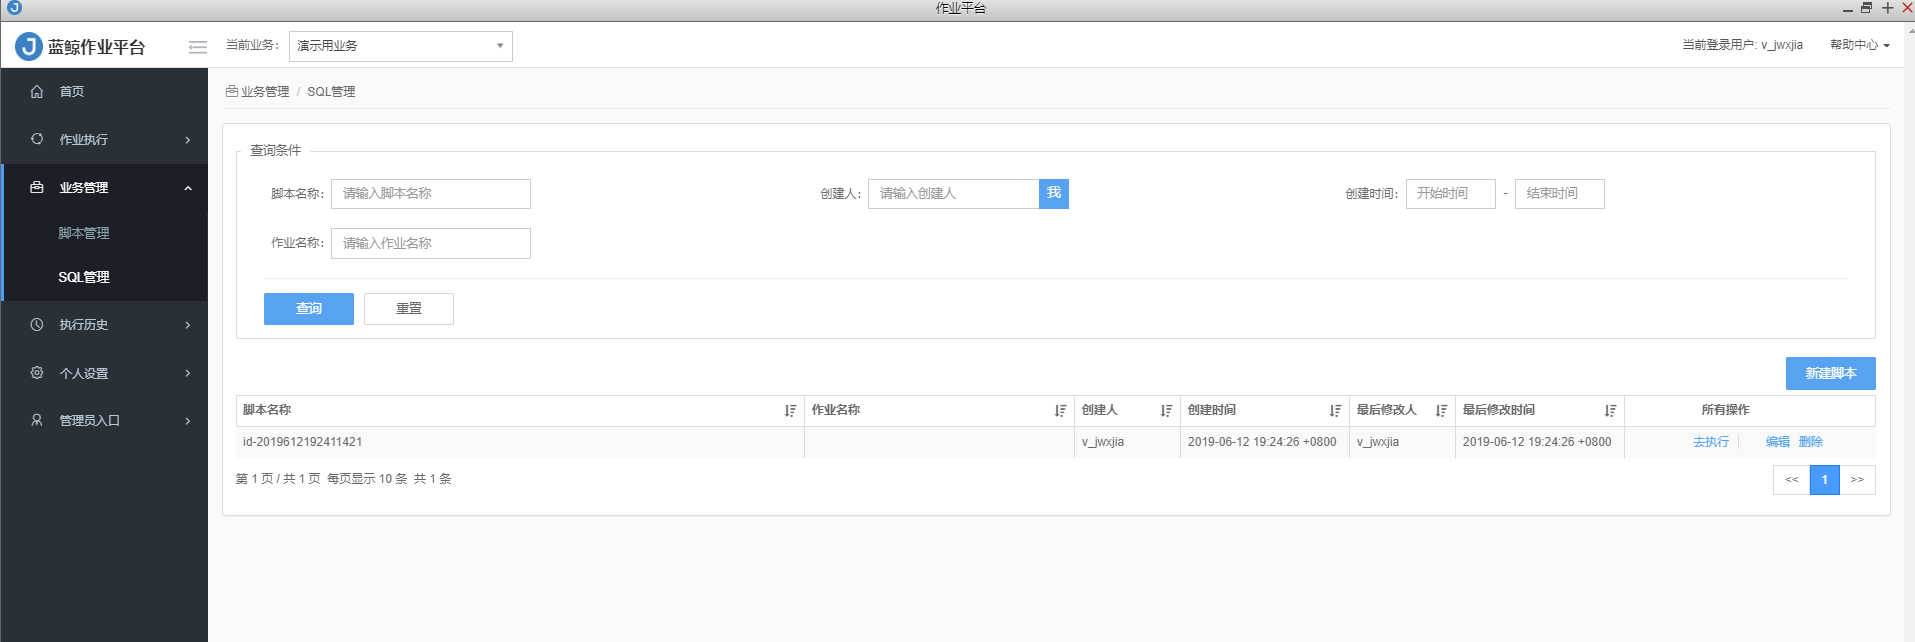 作业平台
蓝鲸作业平台
当前业务:
演示用业务
当前登录用户: v_jwxjia
帮助中心
首页
作业执行
业务管理
脚本管理
SQL管理
执行历史
个人设置
管理员入口
业务管理 / SQL管理
查询条件
脚本名称: 请输入脚本名称
创建人: 请输入创建人 我
创建时间: 开始时间 - 结束时间
作业名称: 请输入作业名称
查询 重置
新建脚本
脚本名称 作业名称 创建人 创建时间 最后修改人 最后修改时间 所有操作
id-2019612192411421 v_jwxjia 2019-06-12 19:24:26 +0800 v_jwxjia 2019-06-12 19:24:26 +0800 去执行 编辑 删除
第 1 页 / 共 1 页 每页显示 10 条 共 1 条
<< 1 >>